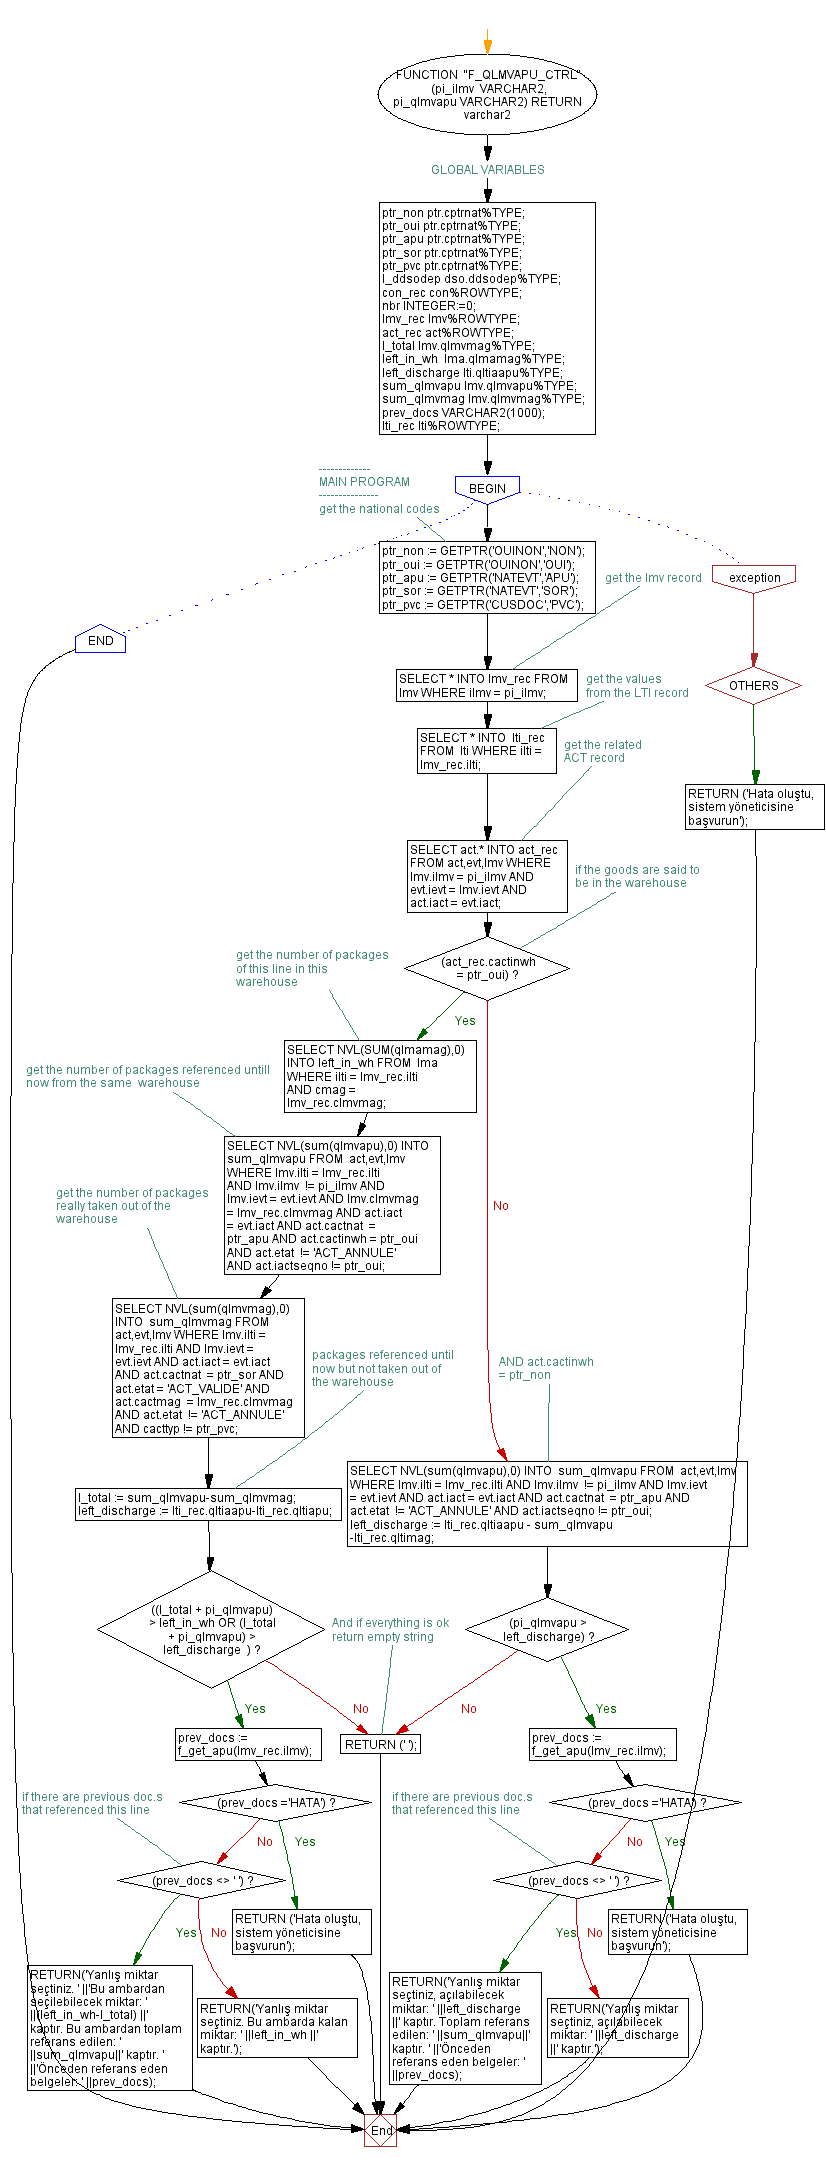 FUNCTION "F_QLMVAPU_CTRL"
(pi_ilmv VARCHAR2,
pi_qlmvapu VARCHAR2) RETURN
varchar2
GLOBAL VARIABLES
ptr_non ptr.cptrnat%TYPE;
ptr_oui ptr.cptrnat%TYPE;
ptr_apu ptr.cptrnat%TYPE;
ptr_sor ptr.cptrnat%TYPE;
ptr_pvc ptr.cptrnat%TYPE;
l_ddsodep dso.ddsodep%TYPE;
con_rec con%ROWTYPE;
nbr INTEGER:=0;
lmv_rec lmv%ROWTYPE;
act_rec act%ROWTYPE;
l_total lmv.qlmvmag%TYPE;
left_in_wh lma.qlmamag%TYPE;
left_discharge lti.qltiaapu%TYPE;
sum_qlmvapu lmv.qlmvapu%TYPE;
sum_qlmvmag lmv.qlmvmag%TYPE;
prev_docs VARCHAR2(1000);
lti_rec lti%ROWTYPE;
-------------
MAIN PROGRAM
---------------
get the national codes
BEGIN
ptr_non := GETPTR('OUINON','NON');
ptr_oui := GETPTR('OUINON','OUI');
ptr_apu := GETPTR('NATEVT','APU');
ptr_sor := GETPTR('NATEVT','SOR');
ptr_pvc := GETPTR('CUSDOC','PVC');
get the lmv record
exception
END
SELECT * INTO lmv_rec FROM
lmv WHERE ilmv = pi_ilmv;
get the values
from the LTI record
OTHERS
SELECT * INTO lti_rec
FROM lti WHERE ilti =
lmv_rec.ilti;
get the related
ACT record
RETURN ('Hata oluştu,
sistem yöneticisine
başvurun');
SELECT act.* INTO act_rec
FROM act,evt,lmv WHERE
lmv.ilmv = pi_ilmv AND
evt.ievt = lmv.ievt AND
act.iact = evt.iact;
if the goods are said to
be in the warehouse
(act_rec.cactinwh
= ptr_oui) ?
get the number of packages
of this line in this
warehouse
Yes
SELECT NVL(SUM(qlmamag),0)
INTO left_in_wh FROM lma
WHERE ilti = lmv_rec.ilti
AND cmag =
lmv_rec.clmvmag;
get the number of packages referenced untill
now from the same warehouse
SELECT NVL(sum(qlmvapu),0) INTO
sum_qlmvapu FROM act,evt,lmv
WHERE lmv.ilti = lmv_rec.ilti
AND lmv.ilmv != pi_ilmv AND
lmv.ievt = evt.ievt AND lmv.clmvmag
= lmv_rec.clmvmag AND act.iact
= evt.iact AND act.cactnat =
ptr_apu AND act.cactinwh = ptr_oui
AND act.etat != 'ACT_ANNULE'
AND act.iactseqno != ptr_oui;
get the number of packages
really taken out of the
warehouse
No
SELECT NVL(sum(qlmvmag),0)
INTO sum_qlmvmag FROM
act,evt,lmv WHERE lmv.ilti =
lmv_rec.ilti AND lmv.ievt =
evt.ievt AND act.iact = evt.iact
AND act.cactnat = ptr_sor AND
act.etat = 'ACT_VALIDE' AND
act.cactmag = lmv_rec.clmvmag
AND act.etat != 'ACT_ANNULE'
AND cacttyp != ptr_pvc;
packages referenced until
now but not taken out of
the warehouse
AND act.cactinwh
= ptr_non
l_total := sum_qlmvapu-sum_qlmvmag;
left_discharge := lti_rec.qltiaapu-lti_rec.qltiapu;
SELECT NVL(sum(qlmvapu),0) INTO sum_qlmvapu FROM act,evt,lmv
WHERE lmv.ilti = lmv_rec.ilti AND lmv.ilmv != pi_ilmv AND lmv.ievt
= evt.ievt AND act.iact = evt.iact AND act.cactnat = ptr_apu AND
act.etat != 'ACT_ANNULE' AND act.iactseqno != ptr_oui;
left_discharge := lti_rec.qltiaapu - sum_qlmvapu
-lti_rec.qltimag;
((l_total + pi_qlmvapu)
> left_in_wh OR (l_total
+ pi_qlmvapu) >
left_discharge ) ?
And if everything is ok
return empty string
(pi_qlmvapu >
left_discharge) ?
Yes
No
No
Yes
prev_docs :=
f_get_apu(lmv_rec.ilmv);
RETURN (' ');
prev_docs :=
f_get_apu(lmv_rec.ilmv);
if there are previous doc.s
that referenced this line
(prev_docs ='HATA') ?
if there are previous doc.s
that referenced this line
(prev_docs ='HATA') ?
No
Yes
No
Yes
(prev_docs <> ' ') ?
(prev_docs <> ' ') ?
Yes
No
RETURN ('Hata oluştu,
sistem yöneticisine
başvurun');
Yes
No
RETURN ('Hata oluştu,
sistem yöneticisine
başvurun');
RETURN('Yanlış miktar
seçtiniz. ' ||'Bu ambardan
seçilebilecek miktar: '
||(left_in_wh-l_total) ||'
kaptır. Bu ambardan toplam
referans edilen: '
||sum_qlmvapu||' kaptır. '
||'Önceden referans eden
belgeler: ' ||prev_docs);
RETURN('Yanlış miktar
seçtiniz. Bu ambarda kalan
miktar: ' ||left_in_wh ||'
kaptır.');
RETURN('Yanlış miktar
seçtiniz, açılabilecek
miktar: ' ||left_discharge
||' kaptır. Toplam referans
edilen: ' ||sum_qlmvapu||'
kaptır. ' ||'Önceden
referans eden belgeler: '
||prev_docs);
RETURN('Yanlış miktar
seçtiniz, açılabilecek
miktar: ' ||left_discharge
||' kaptır.');
End